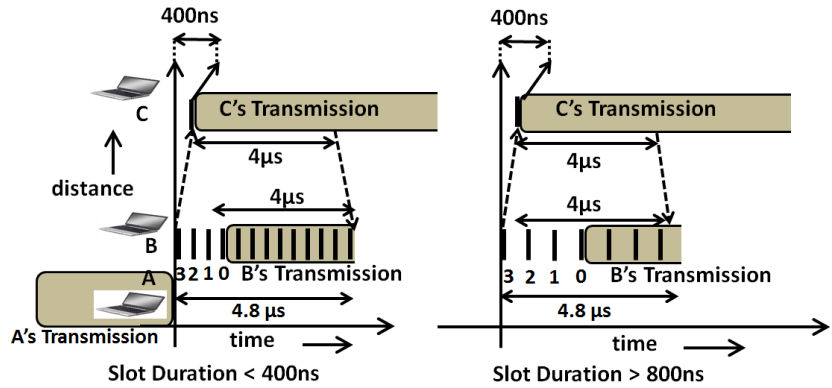 400ns
C
C's Transmission
4μs
distance
4μs
B
A
3 2 1 0 B's Transmission
4.8 μs
A's Transmission
time
Slot Duration < 400ns
400ns
C's Transmission
4μs
4μs
3 2 1 0 B's Transmission
4.8 μs
time
Slot Duration > 800ns